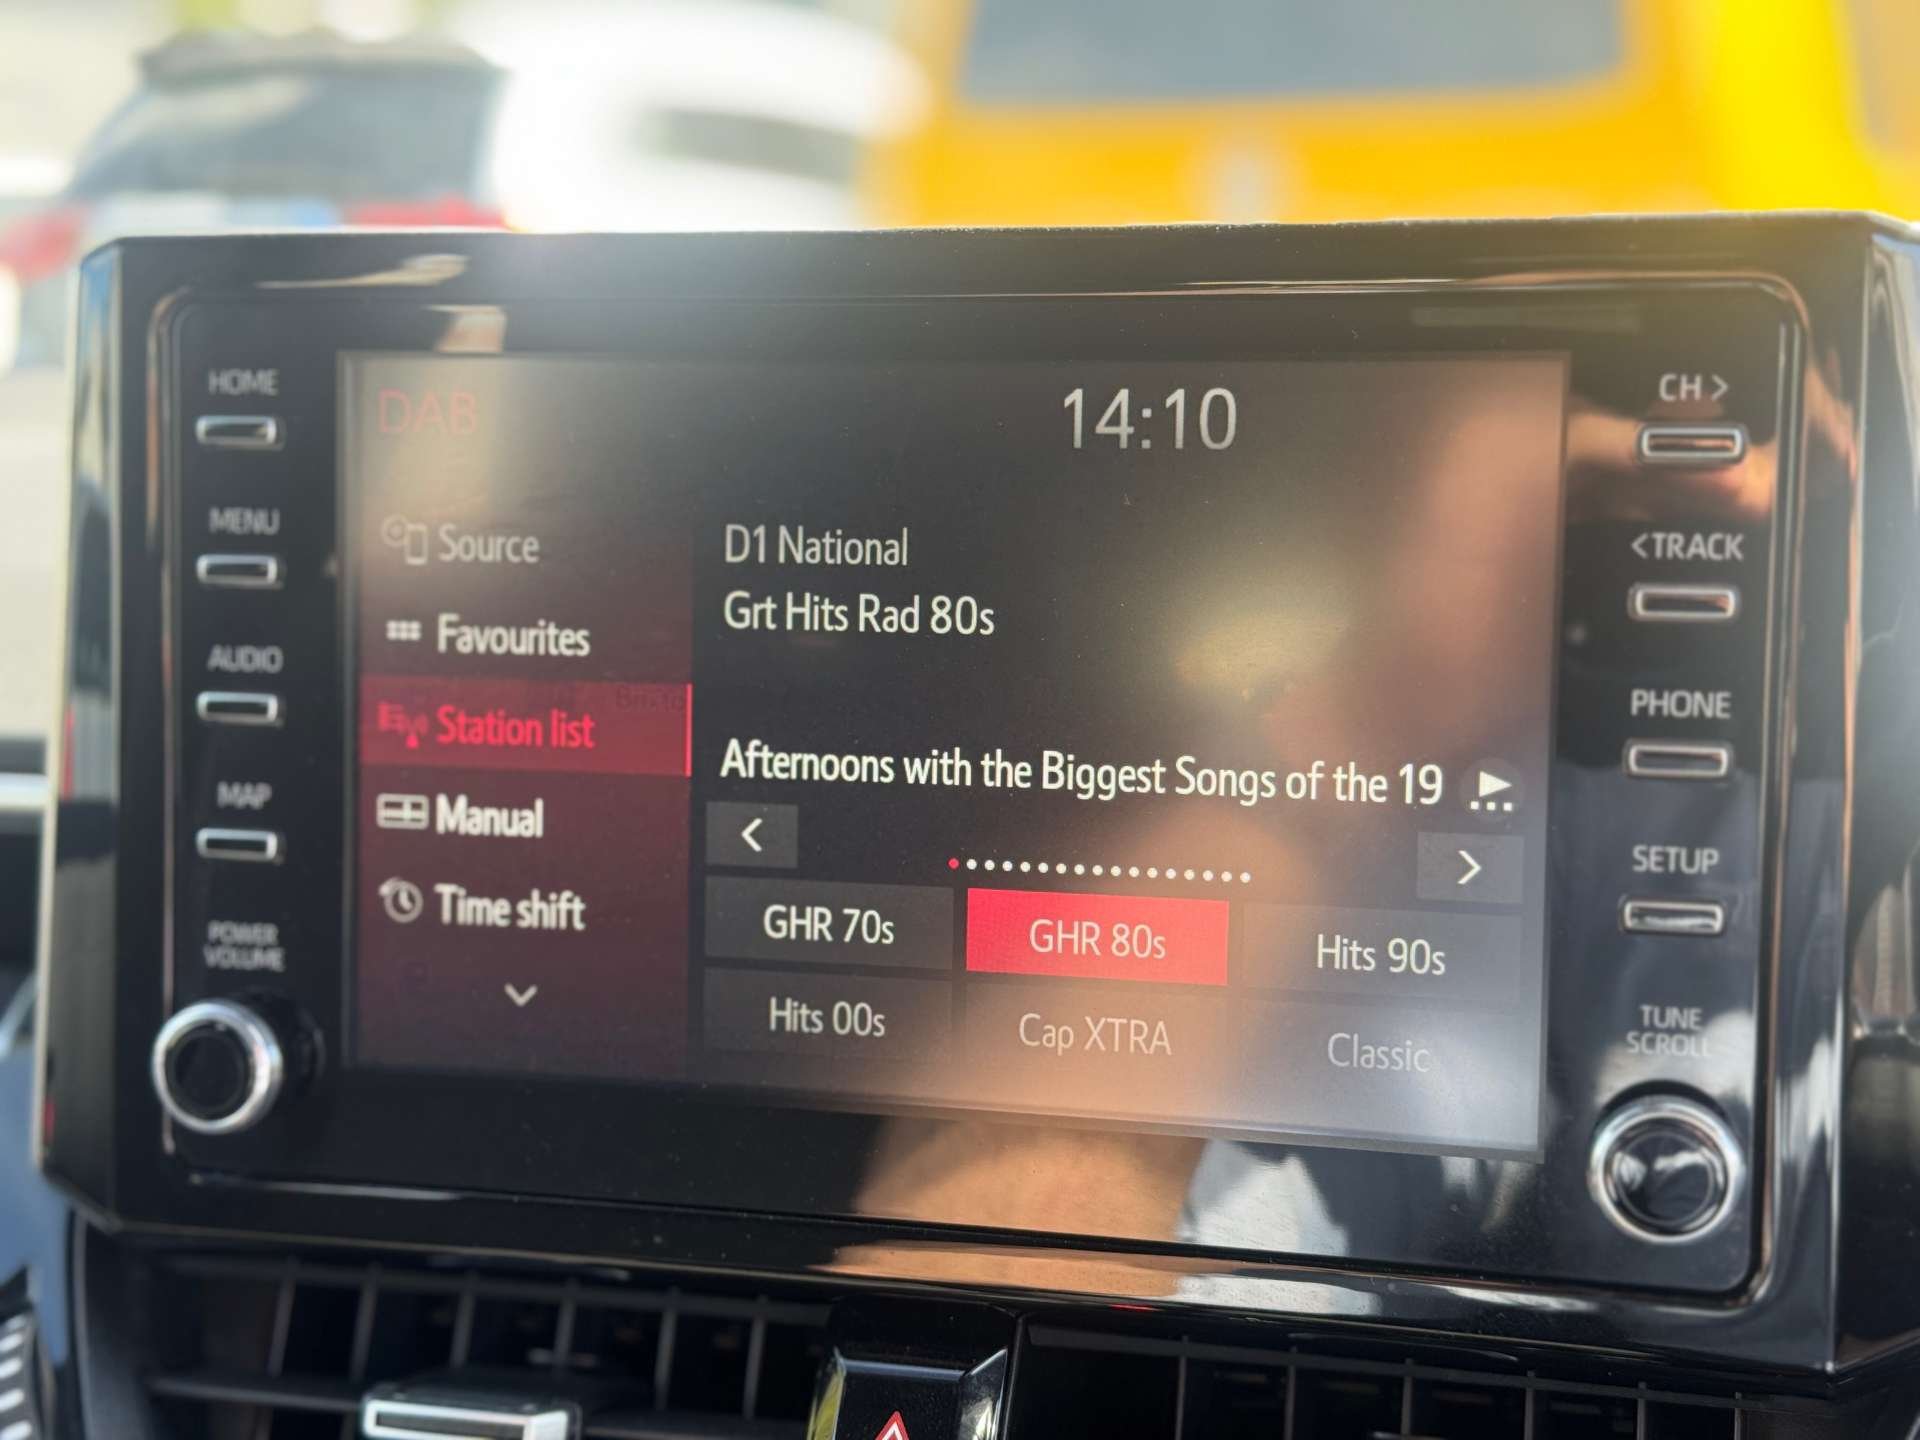 HOME
MENU
AUDIO
MAP
POWER
VOLUME
DAB
14:10
Source
Favourites
Station list
Manual
Time shift
D1 National
Grt Hits Rad 80s
Afternoons with the Biggest Songs of the 19
GHR 70s
GHR 80s
Hits 90s
Hits 00s
Cap XTRA
Classic
CH >
<TRACK
PHONE
SETUP
TUNE
SCROLL